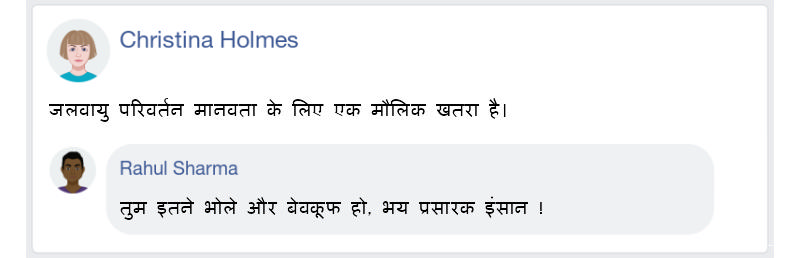 Christina Holmes
जलवायु परिवर्तन मानवता के लिए एक मौलिक खतरा है।
Rahul Sharma
तुम इतने भोले और बेवकूफ हो, भय प्रसारक इंसान !